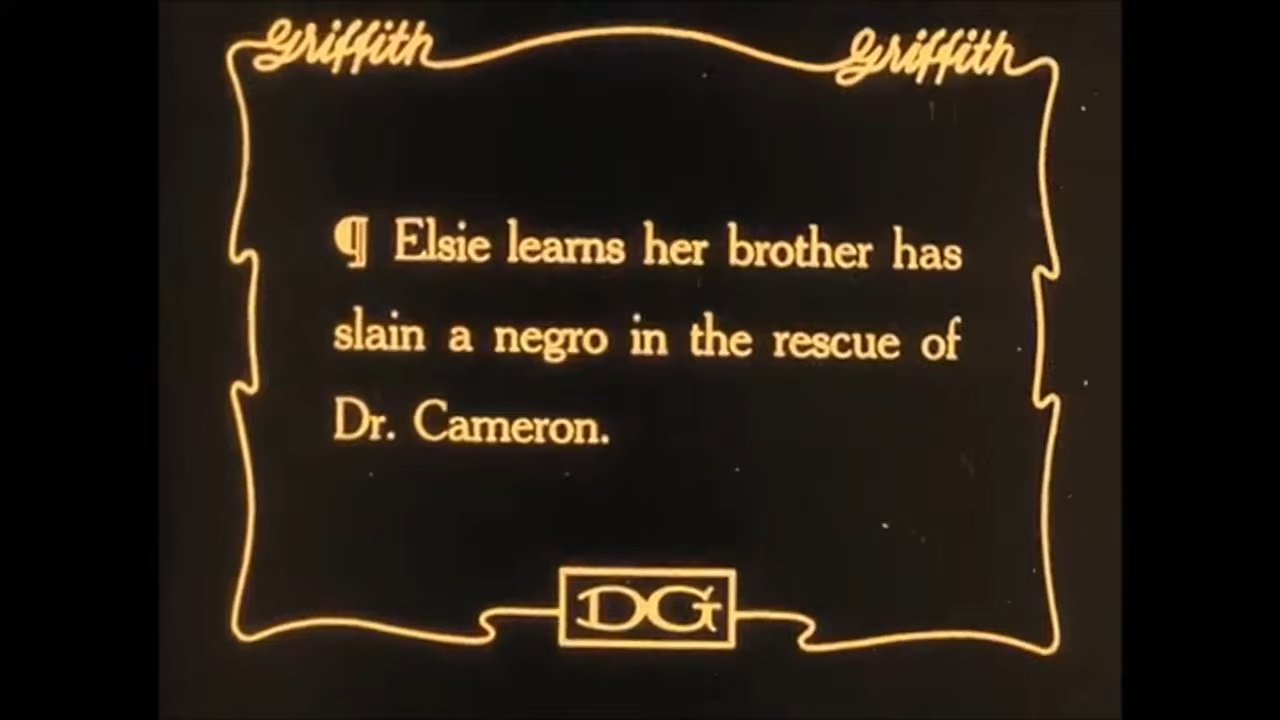 Griffith Griffith
¶ Elsie learns her brother has
slain a negro in the rescue of
Dr. Cameron.
DG